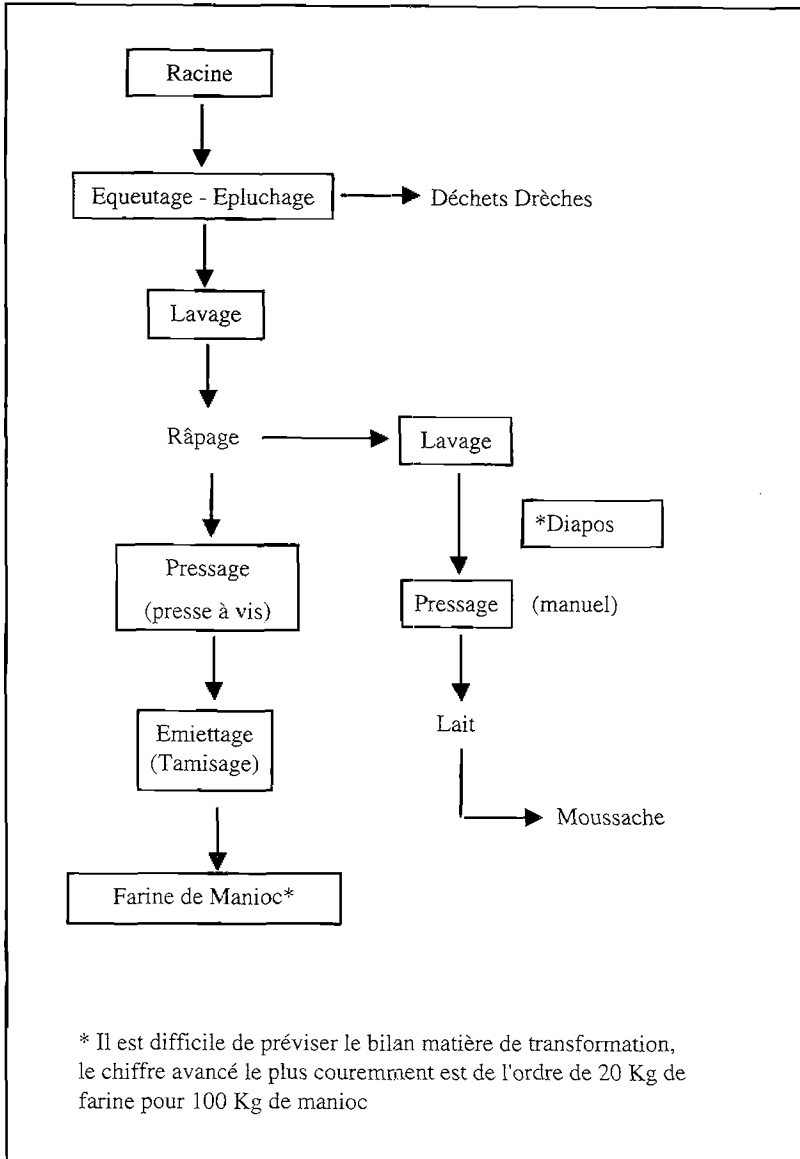 Racine
Equeutage - Epluchage
Déchets Drèches
Lavage
Râpage
Lavage
*Diapos
Pressage
(presse à vis)
Pressage
(manuel)
Emiettage
(Tamisage)
Lait
Moussache
Farine de Manioc*
* Il est difficile de préviser le bilan matière de transformation,
le chiffre avancé le plus couremment est de l'ordre de 20 Kg de
farine pour 100 Kg de manioc